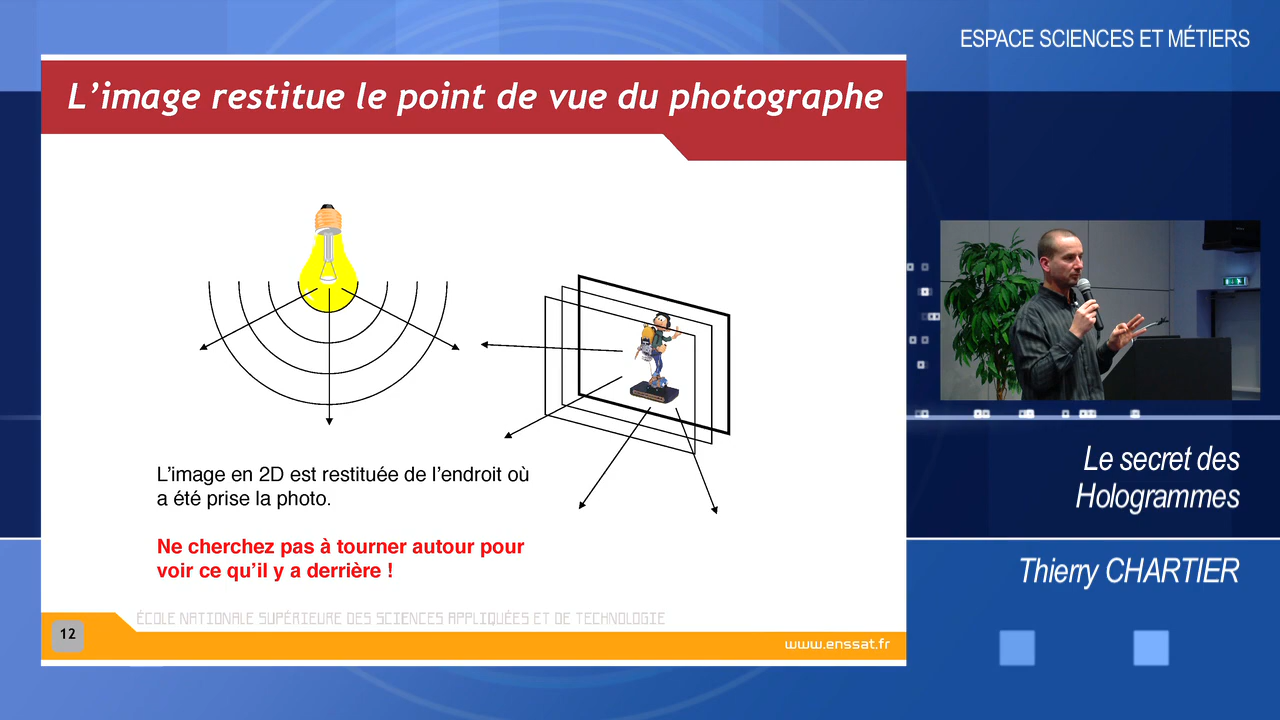 ESPACE SCIENCES ET MÉTIERS
L'image restitue le point de vue du photographe
L'image en 2D est restituée de l'endroit où
a été prise la photo.
Ne cherchez pas à tourner autour pour
voir ce qu'il y a derrière !
ÉCOLE NATIONALE SUPÉRIEURE DES SCIENCES APPLIQUÉES ET DE TECHNOLOGIE
12
www.enssat.fr
Le secret des
Hologrammes
Thierry CHARTIER